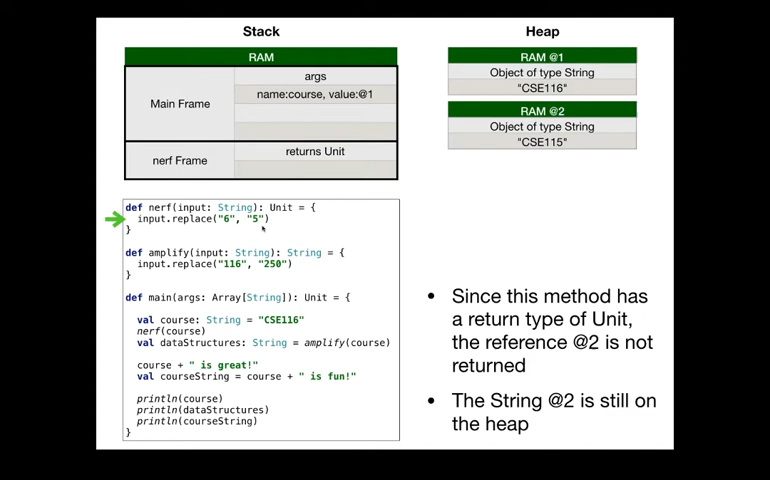 Stack
Heap
RAM
args
Main Frame
name:course, value:@1
nerf Frame
returns Unit
RAM @1
Object of type String
"CSE116"
RAM @2
Object of type String
"CSE115"
def nerf(input: String): Unit = {
input.replace("6", "5")
}
def amplify(input: String): String = {
input.replace("116", "250")
}
def main(args: Array[String]): Unit = {
val course: String = "CSE116"
nerf(course)
val dataStructures: String = amplify(course)
course + " is great!"
val courseString = course + " is fun!"
println(course)
println(dataStructures)
println(courseString)
}
• Since this method has
a return type of Unit,
the reference @2 is not
returned
• The String @2 is still on
the heap